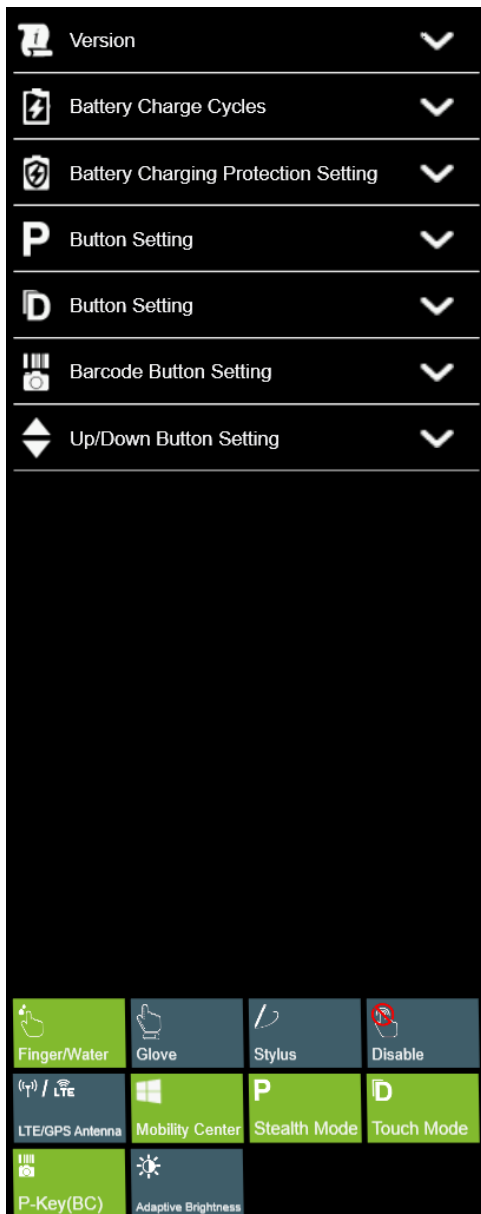 Version
Battery Charge Cycles
Battery Charging Protection Setting
P Button Setting
D Button Setting
Barcode Button Setting
Up/Down Button Setting
Finger/Water Glove Stylus Disable
/ LTE P D
LTE/GPS Antenna Mobility Center Stealth Mode Touch Mode
P-Key(BC) Adaptive Brightness